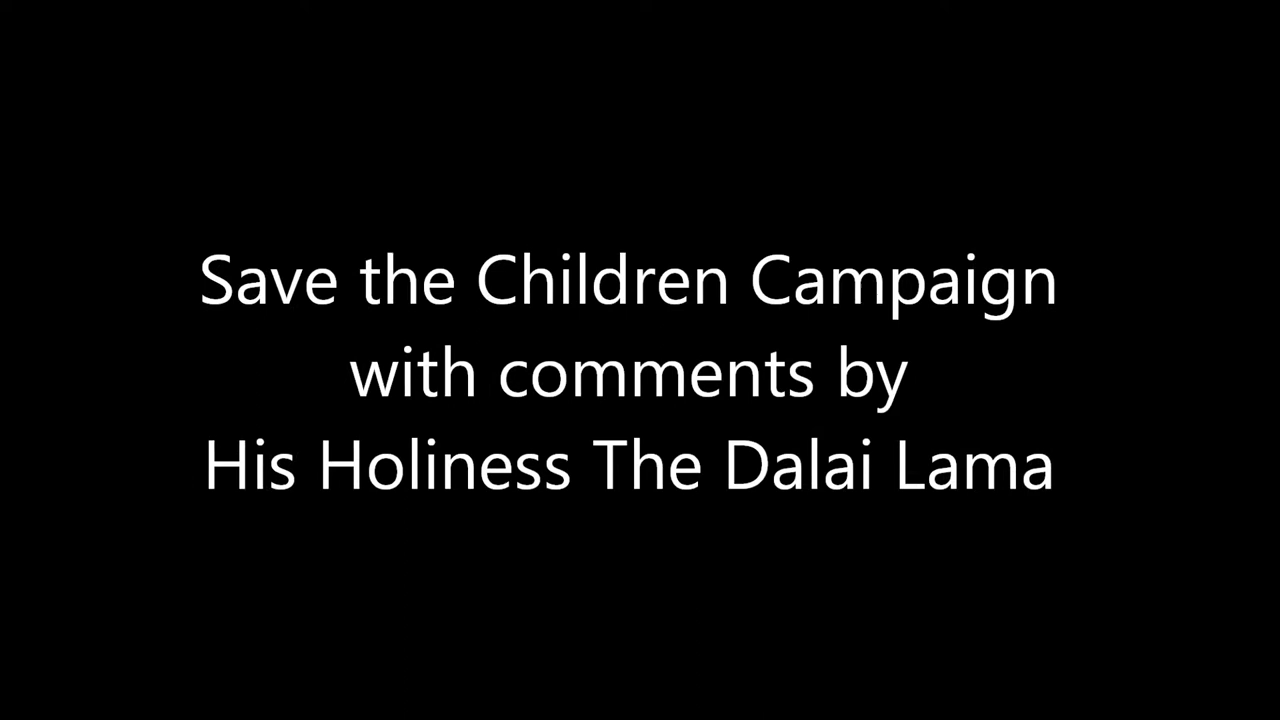 Save the Children Campaign
with comments by
His Holiness The Dalai Lama